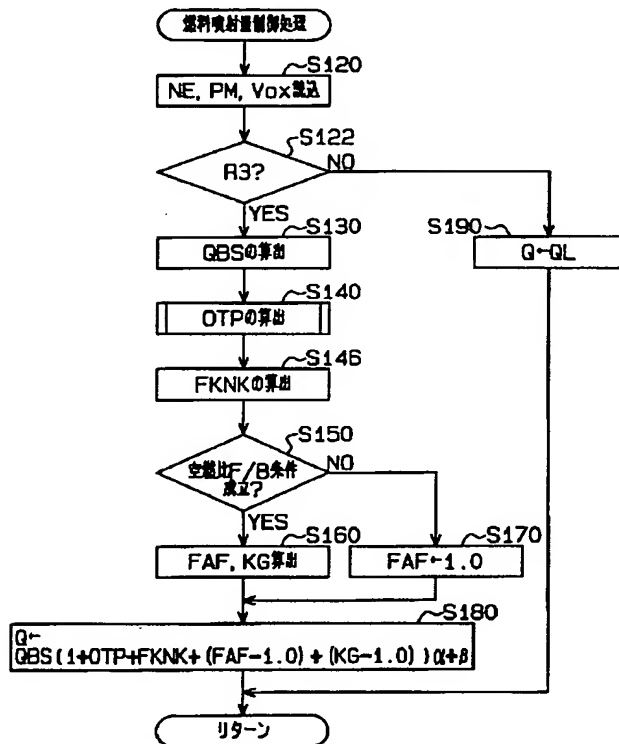 燃料噴射量制御処理
S120
NE, PM, Vox読込
S122
R3?
NO
YES
S130
QBSの算出
S190
Q←QL
S140
OTPの算出
S146
FKNKの算出
S150
空燃比F/B条件
成立?
NO
YES
S160
FAF, KG算出
S170
FAF←1.0
S180
Q←
QBS{1+OTP+FKNK+(FAF-1.0)+(KG-1.0)}α+β
リターン